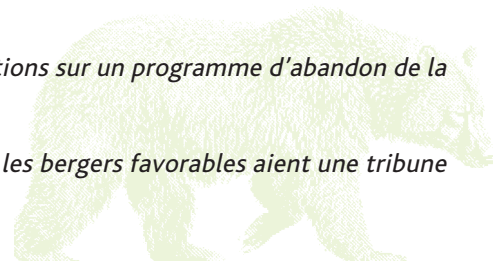 tions sur un programme d'abandon de la
les bergers favorables aient une tribune